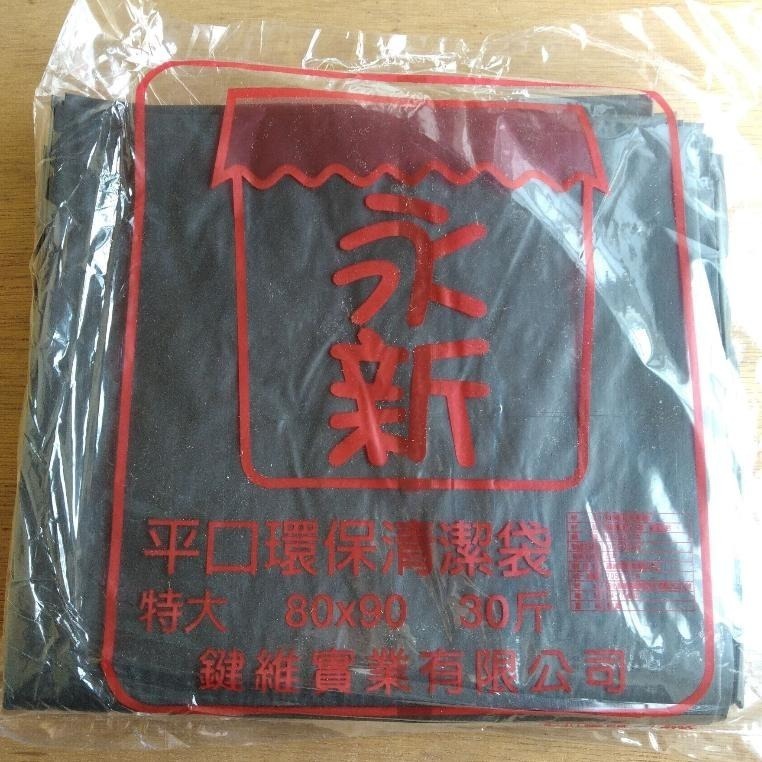 永新
平口環保清潔袋
特大 80x90 30斤
鍵維實業有限公司